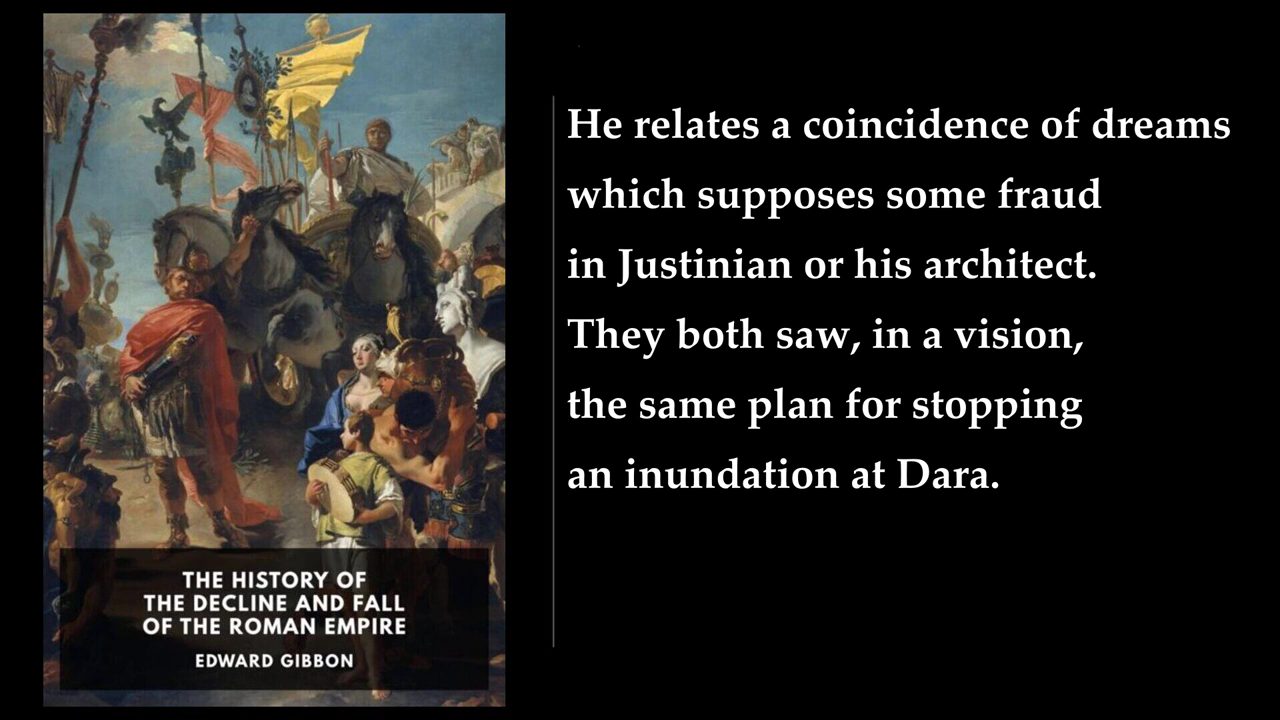 He relates a coincidence of dreams
which supposes some fraud
in Justinian or his architect.
They both saw, in a vision,
the same plan for stopping
an inundation at Dara.
THE HISTORY OF
THE DECLINE AND FALL
OF THE ROMAN EMPIRE
EDWARD GIBBON